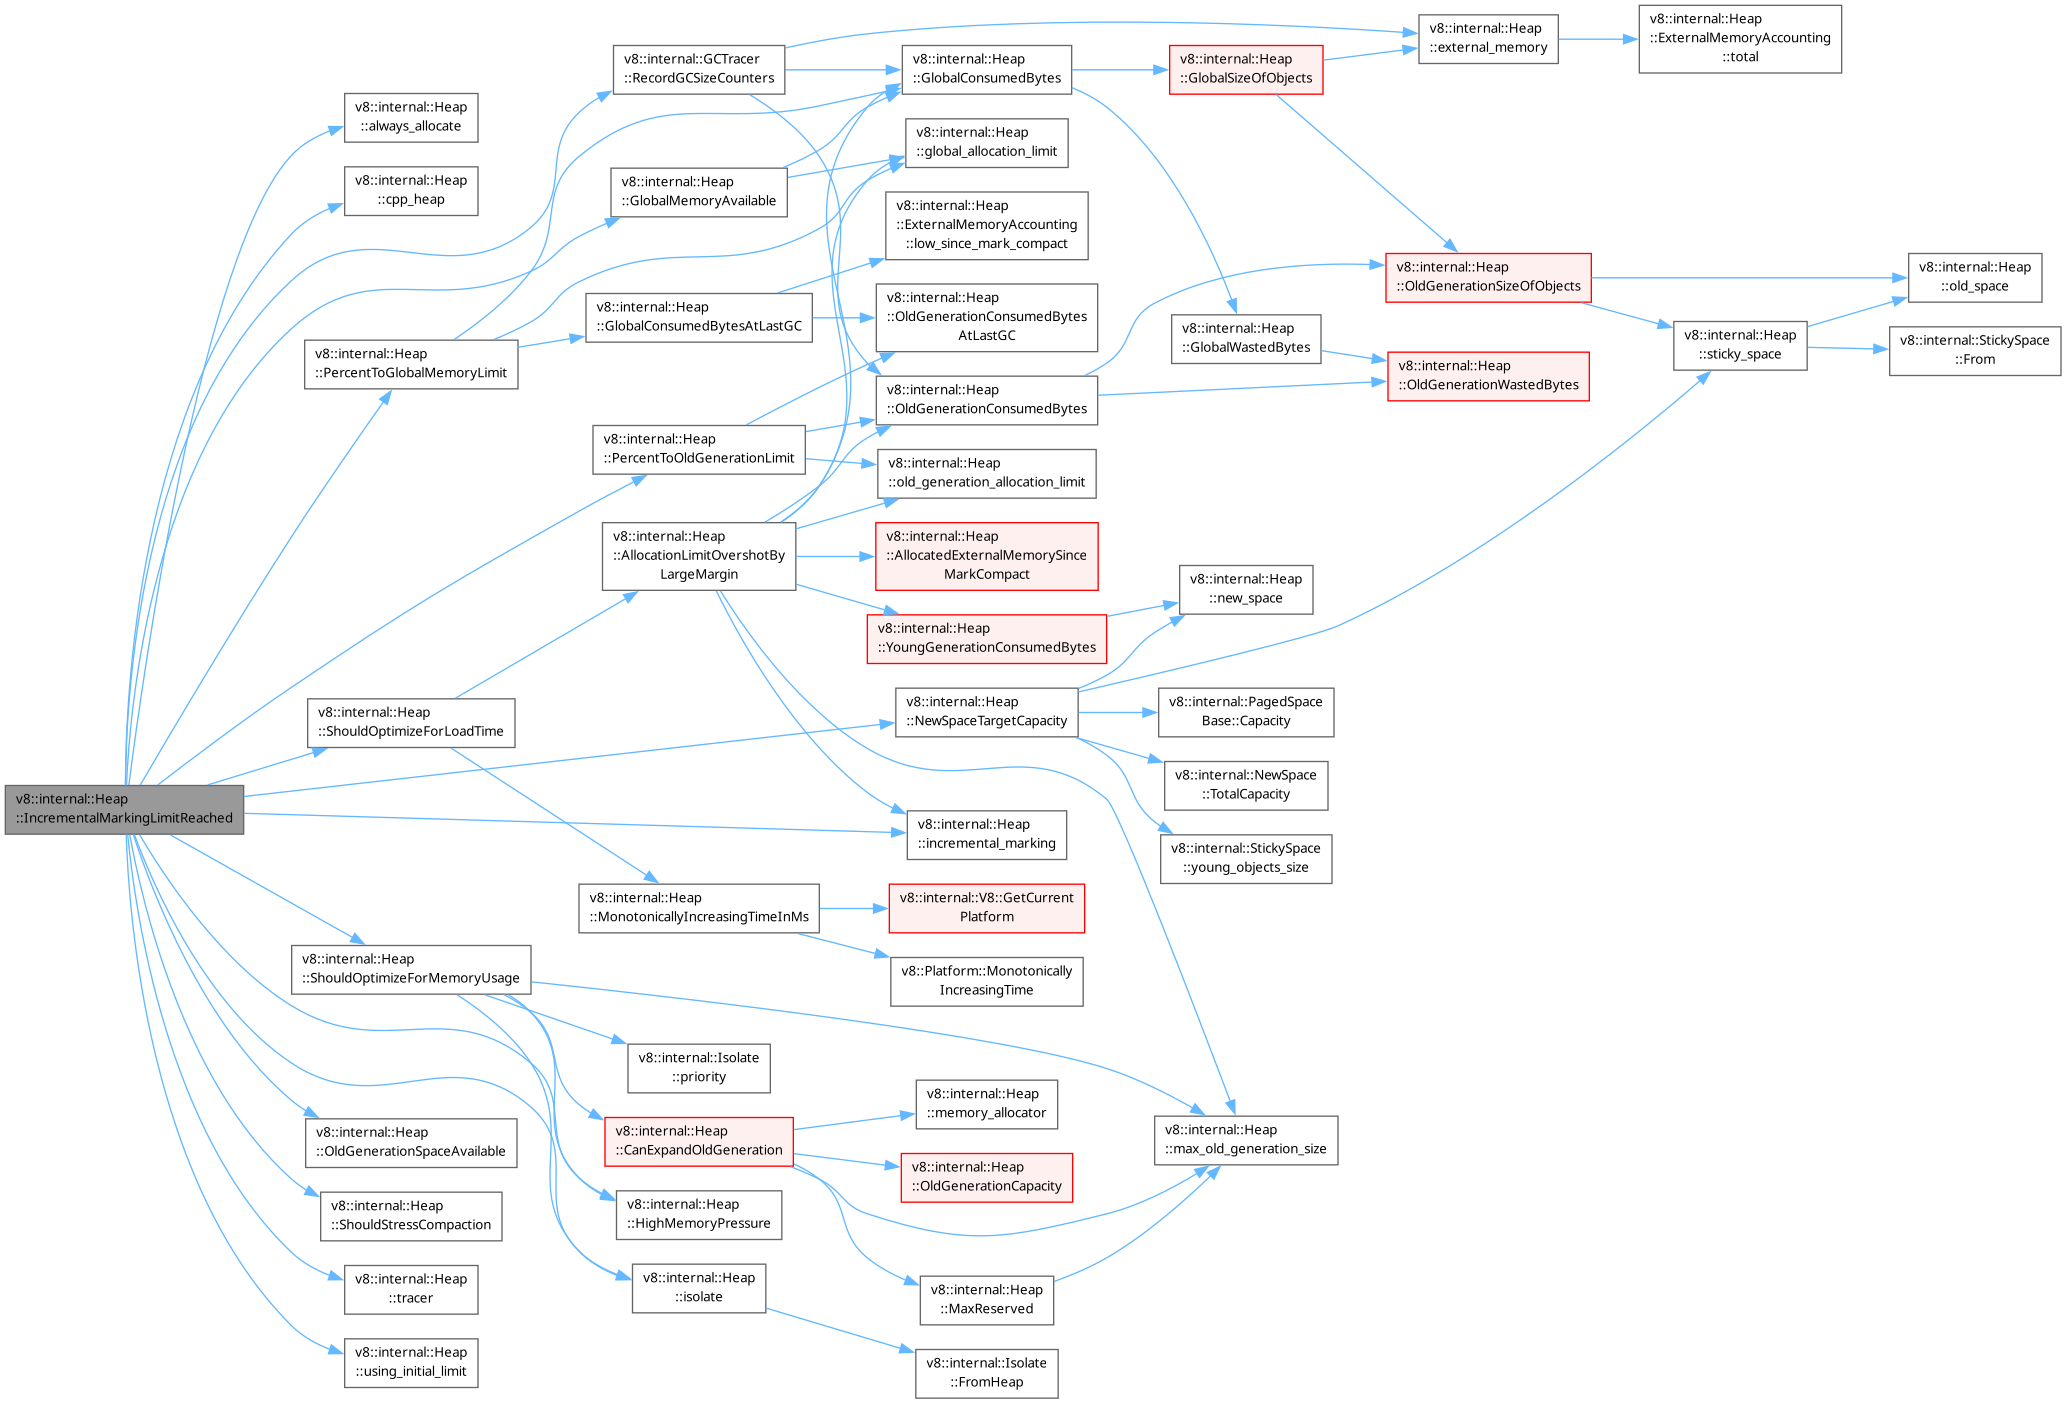 v8::internal::Heap
::IncrementalMarkingLimitReached
v8::internal::Heap
::always_allocate
v8::internal::Heap
::cpp_heap
v8::internal::Heap
::PercentToGlobalMemoryLimit
v8::internal::Heap
::ShouldOptimizeForLoadTime
v8::internal::Heap
::ShouldOptimizeForMemoryUsage
v8::internal::Heap
::OldGenerationSpaceAvailable
v8::internal::Heap
::ShouldStressCompaction
v8::internal::Heap
::tracer
v8::internal::Heap
::using_initial_limit
v8::internal::GCTracer
::RecordGCSizeCounters
v8::internal::Heap
::GlobalMemoryAvailable
v8::internal::Heap
::GlobalConsumedBytesAtLastGC
v8::internal::Heap
::PercentToOldGenerationLimit
v8::internal::Heap
::AllocationLimitOvershotBy
LargeMargin
v8::internal::Heap
::MonotonicallyIncreasingTimeInMs
v8::internal::Isolate
::priority
v8::internal::Heap
::CanExpandOldGeneration
v8::internal::Heap
::HighMemoryPressure
v8::internal::Heap
::isolate
v8::internal::Heap
::GlobalConsumedBytes
v8::internal::Heap
::global_allocation_limit
v8::internal::Heap
::ExternalMemoryAccounting
::low_since_mark_compact
v8::internal::Heap
::OldGenerationConsumedBytes
AtLastGC
v8::internal::Heap
::OldGenerationConsumedBytes
v8::internal::Heap
::old_generation_allocation_limit
v8::internal::Heap
::AllocatedExternalMemorySince
MarkCompact
v8::internal::Heap
::YoungGenerationConsumedBytes
v8::internal::Heap
::NewSpaceTargetCapacity
v8::internal::Heap
::incremental_marking
v8::internal::V8::GetCurrent
Platform
v8::Platform::Monotonically
IncreasingTime
v8::internal::Heap
::memory_allocator
v8::internal::Heap
::OldGenerationCapacity
v8::internal::Heap
::MaxReserved
v8::internal::Isolate
::FromHeap
v8::internal::Heap
::GlobalSizeOfObjects
v8::internal::Heap
::GlobalWastedBytes
v8::internal::Heap
::new_space
v8::internal::PagedSpace
Base::Capacity
v8::internal::NewSpace
::TotalCapacity
v8::internal::StickySpace
::young_objects_size
v8::internal::Heap
::max_old_generation_size
v8::internal::Heap
::external_memory
v8::internal::Heap
::OldGenerationSizeOfObjects
v8::internal::Heap
::OldGenerationWastedBytes
v8::internal::Heap
::ExternalMemoryAccounting
::total
v8::internal::Heap
::sticky_space
v8::internal::Heap
::old_space
v8::internal::StickySpace
::From